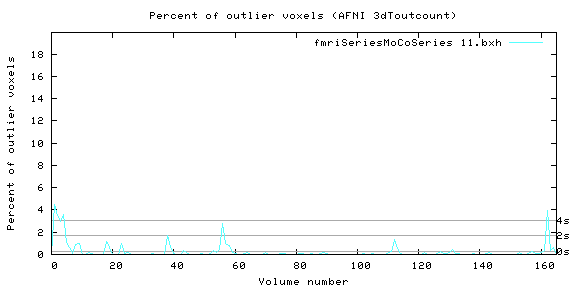 Percent of outlier voxels (AFNI 3dToutcount)
fmriSeriesMoCoSeries 11.bxh
Percent of outlier voxels
18
16
14
12
10
8
6
4
2
0
4s
2s
0s
0 20 40 60 80 100 120 140 160
Volume number